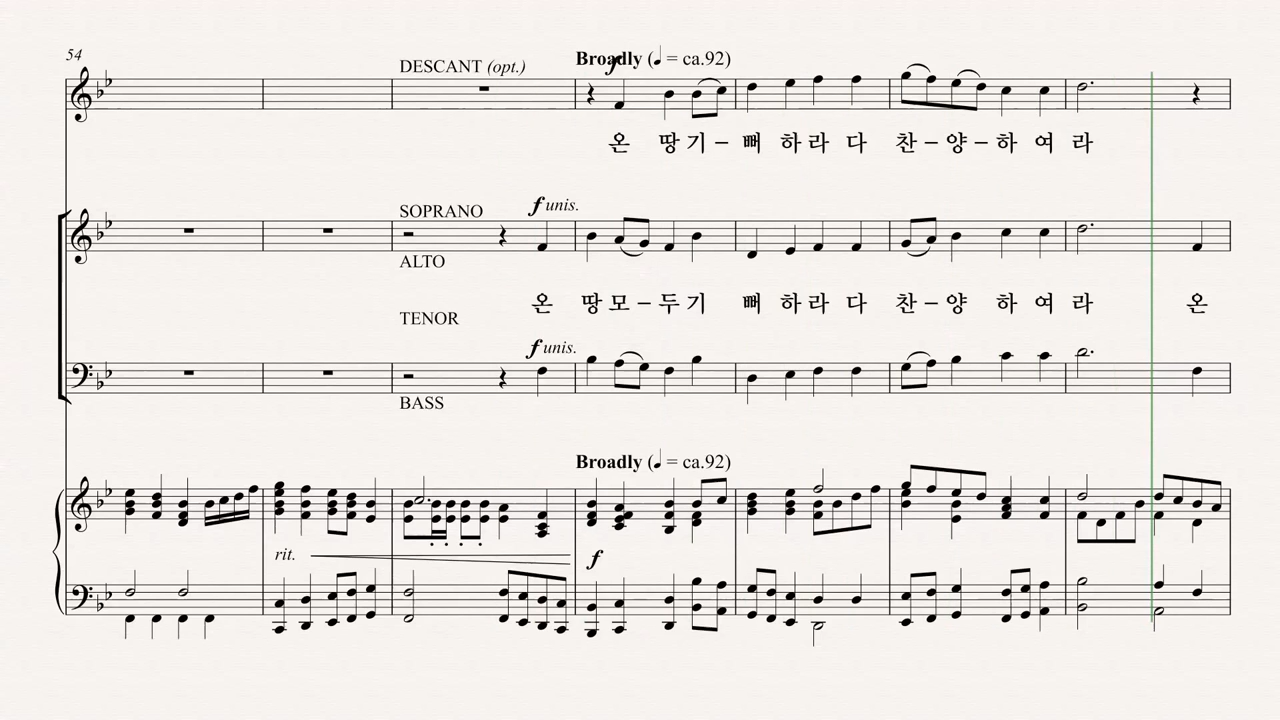 54
DESCANT (opt.)
Broadly (♩ = ca.92)
f
온 땅 기 – 뻐 하 라 다 찬 – 양 – 하 여 라
SOPRANO
f unis.
ALTO
온 땅 모 – 두 기 뻐 하 라 다 찬 – 양 하 여 라 온
TENOR
f unis.
BASS
Broadly (♩ = ca.92)
rit.
f